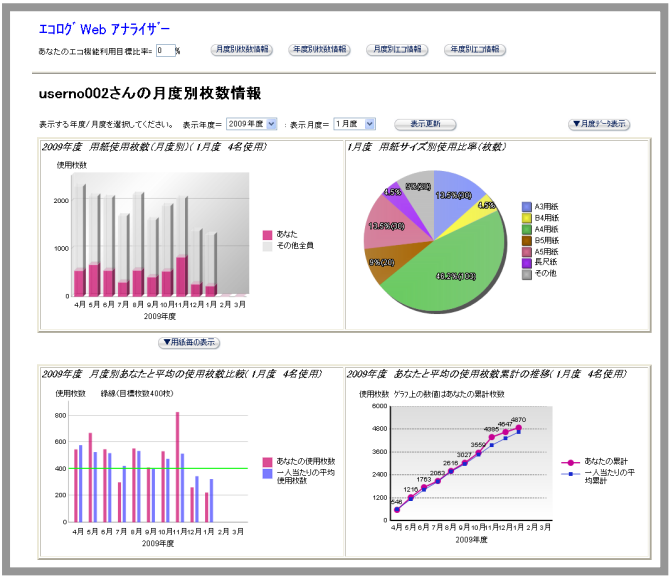 エコログ Web アナライザー
あなたのエコ機能利用目標比率= 0 %
月度別枚数情報 年度別枚数情報 月度別エコ情報 年度別エコ情報
userno002さんの月度別枚数情報
表示する年度/月度を選択してください。 表示年度= 2009年度 : 表示月度= 1月度 表示更新 ▼月度データ表示
2009年度 用紙使用枚数(月度別)( 1月度 4名使用)
使用枚数
2000
1000
0
4月 5月 6月 7月 8月 9月 10月 11月 12月 1月 2月 3月
2009年度
あなた
その他全員
1月度 用紙サイズ別使用比率(枚数)
13.5%(30)
4.5%
45.2%(100)
9%(20)
13.5%(30)
4.5%
9%(20)
A3用紙
B4用紙
A4用紙
B5用紙
A5用紙
長尺紙
その他
▼用紙毎の表示
2009年度 月度別あなたと平均の使用枚数比較( 1月度 4名使用)
使用枚数 緑線(目標枚数400枚)
800
600
400
200
0
4月 5月 6月 7月 8月 9月 10月 11月 12月 1月 2月 3月
2009年度
あなたの使用枚数
一人当たりの平均
使用枚数
2009年度 あなたと平均の使用枚数累計の推移( 1月度 4名使用)
使用枚数 グラフ上の数値はあなたの累計枚数
6000
4800
3600
2400
1200
0
546 1216 1763 2063 2616 3027 3559 4385 4647 4870
4月 5月 6月 7月 8月 9月 10月 11月 12月 1月 2月 3月
2009年度
あなたの累計
一人当たりの平
均累計